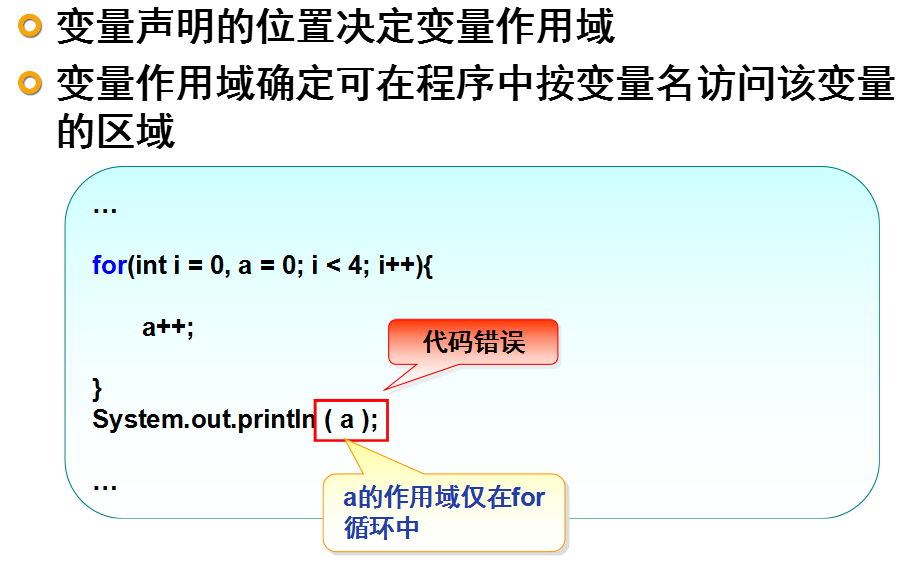 变量声明的位置决定变量作用域
变量作用域确定可在程序中按变量名访问该变量
的区域
…
for(int i = 0, a = 0; i < 4; i++){
a++;
代码错误
}
System.out.println ( a );
…
a的作用域仅在for
循环中